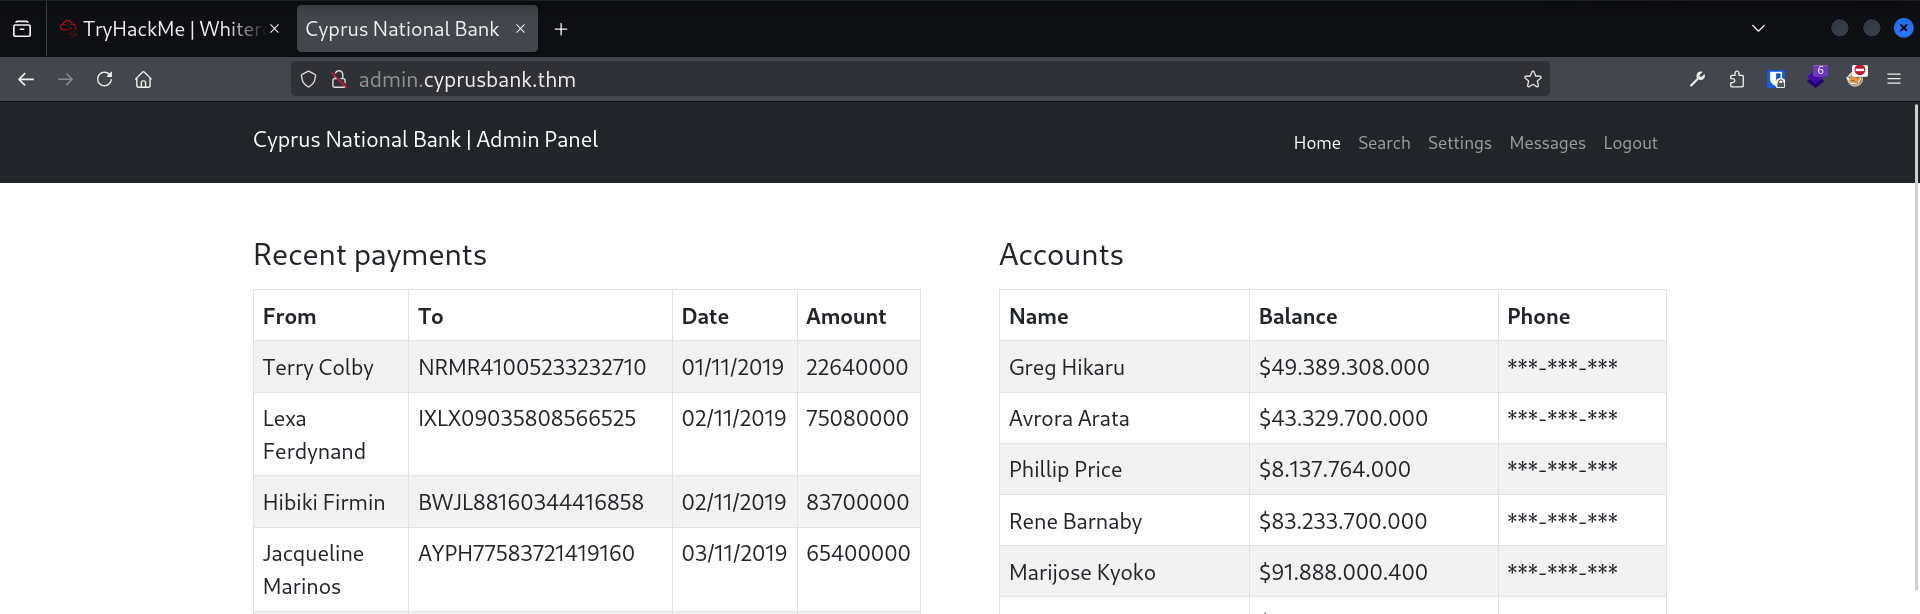 TryHackMe | Whitero
Cyprus National Bank
admin.cyprusbank.thm
6
Cyprus National Bank | Admin Panel
Home Search Settings Messages Logout
Recent payments
From To Date Amount
Terry Colby NRMR41005233232710 01/11/2019 22640000
Lexa Ferdynand IXLX09035808566525 02/11/2019 75080000
Hibiki Firmin BWJL88160344416858 02/11/2019 83700000
Jacqueline Marinos AYPH77583721419160 03/11/2019 65400000
Accounts
Name Balance Phone
Greg Hikaru $49.389.308.000 ***-***-***
Avrora Arata $43.329.700.000 ***-***-***
Phillip Price $8.137.764.000 ***-***-***
Rene Barnaby $83.233.700.000 ***-***-***
Marijose Kyoko $91.888.000.400 ***-***-***